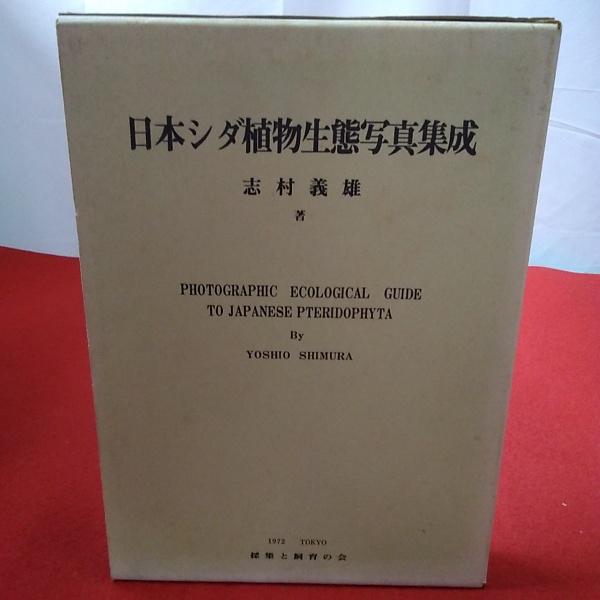 日本シダ植物生態写真集成
志村義雄
著
PHOTOGRAPHIC ECOLOGICAL GUIDE
TO JAPANESE PTERIDOPHYTA
By
YOSHIO SHIMURA
1972 TOKYO
採集と飼育の会